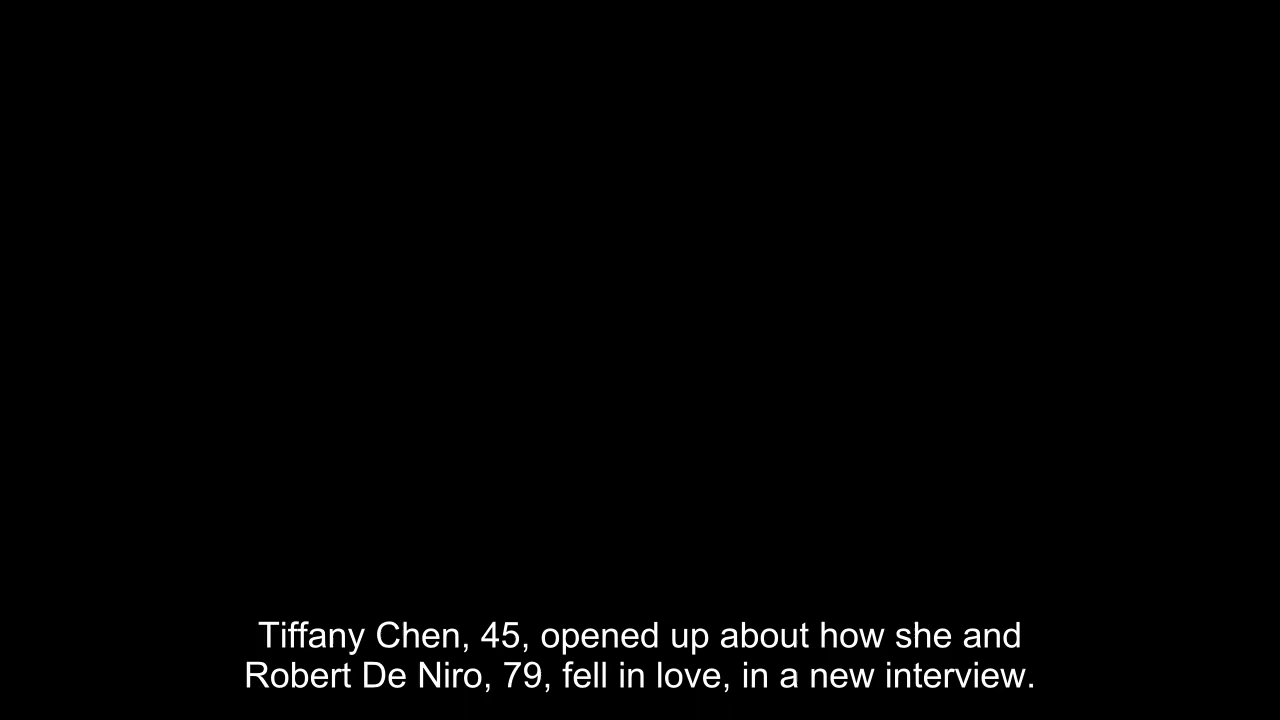 Tiffany Chen, 45, opened up about how she and
Robert De Niro, 79, fell in love, in a new interview.